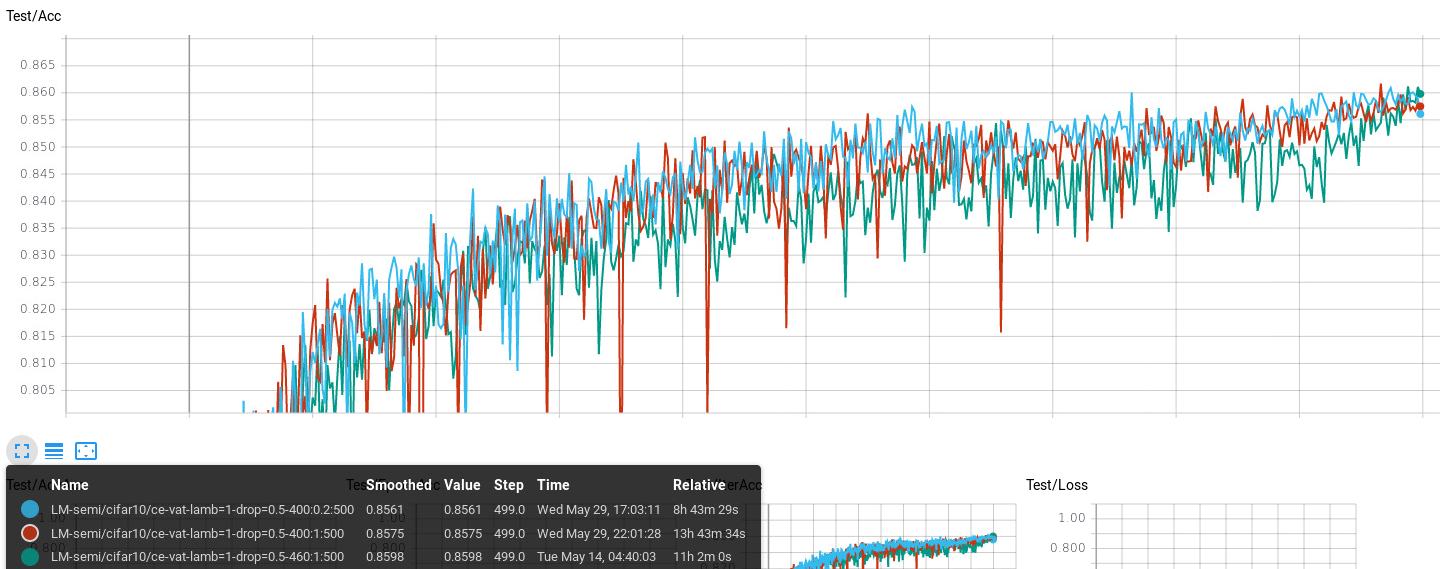 Test/Acc
0.865
0.860
0.855
0.850
0.845
0.840
0.835
0.830
0.825
0.820
0.815
0.810
0.805
Name Smoothed Value Step Time Relative
LM-semi/cifar10/ce-vat-lamb=1-drop=0.5-400:0.2:500 0.8561 0.8561 499.0 Wed May 29, 17:03:11 8h 43m 29s
LM-semi/cifar10/ce-vat-lamb=1-drop=0.5-400:1:500 0.8575 0.8575 499.0 Wed May 29, 22:01:28 13h 43m 34s
LM-semi/cifar10/ce-vat-lamb=1-drop=0.5-460:1:500 0.8598 0.8598 499.0 Tue May 14, 04:40:03 11h 2m 0s
Test/Loss
1.00
0.800